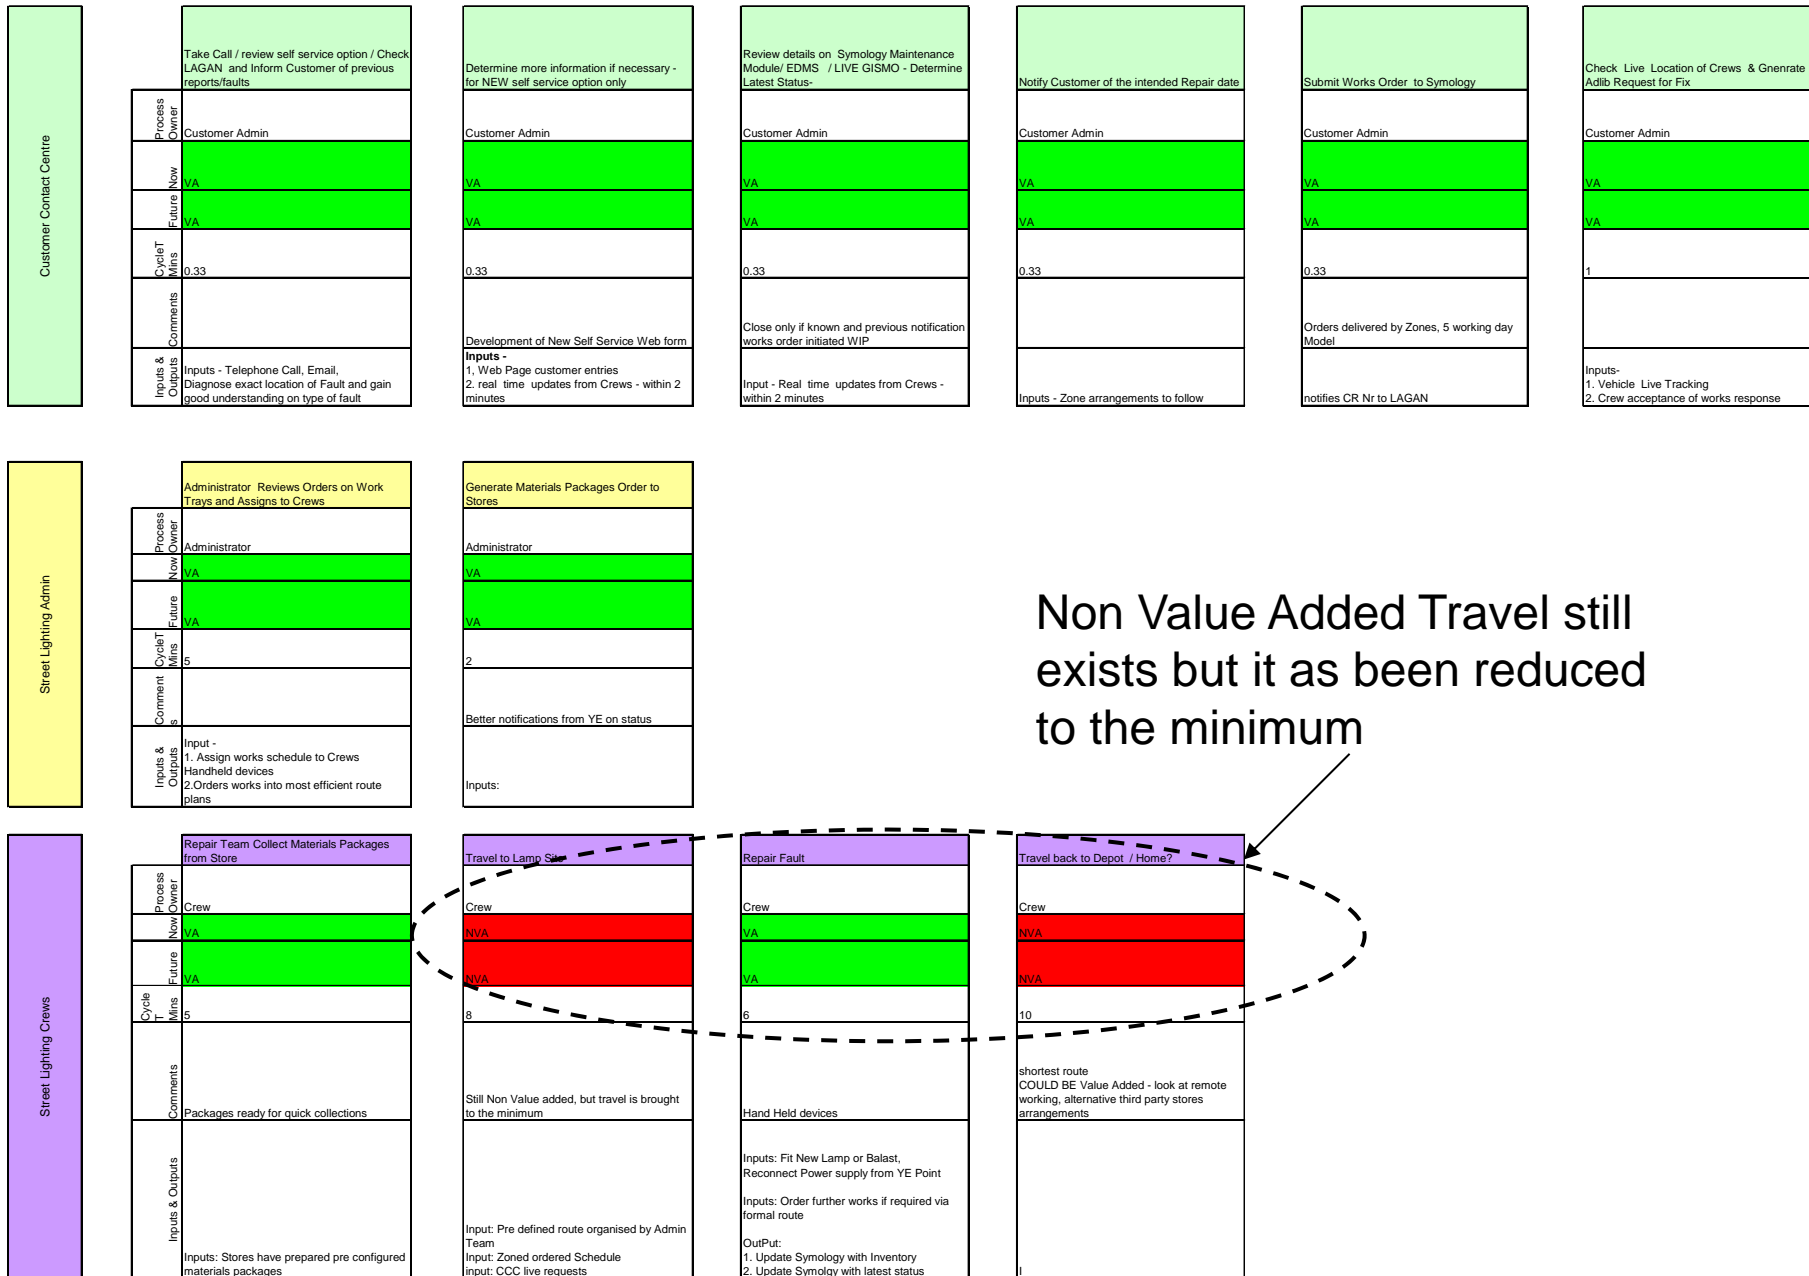 Customer Contact Centre
Take Call / review self service option / Check
LAGAN and Inform Customer of previous
reports/faults
Determine more information if necessary -
for NEW self service option only
Review details on Symology Maintenance
Module/ EDMS / LIVE GISMO - Determine
Latest Status-
Notify Customer of the intended Repair date
Submit Works Order to Symology
Check Live Location of Crews & Gnenrate
Adlib Request for Fix
Process
Owner
Customer Admin
Customer Admin
Customer Admin
Customer Admin
Customer Admin
Customer Admin
Now
VA
VA
VA
VA
VA
VA
Future
VA
VA
VA
VA
VA
VA
CycleT
Mins
0.33
0.33
0.33
0.33
0.33
1
Comments
Development of New Self Service Web form
Close only if known and previous notification
works order initiated WIP
Orders delivered by Zones, 5 working day
Model
Inputs &
Outputs
Inputs - Telephone Call, Email,
Diagnose exact location of Fault and gain
good understanding on type of fault
Inputs -
1, Web Page customer entries
2. real time updates from Crews - within 2
minutes
Input - Real time updates from Crews -
within 2 minutes
Inputs - Zone arrangements to follow
notifies CR Nr to LAGAN
Inputs-
1. Vehicle Live Tracking
2. Crew acceptance of works response
Street Lighting Admin
Administrator Reviews Orders on Work
Trays and Assigns to Crews
Generate Materials Packages Order to
Stores
Process
Owner
Administrator
Administrator
Now
VA
VA
Future
VA
VA
CycleT
Mins
5
2
Comment
s
Better notifications from YE on status
Inputs &
Outputs
Input -
1. Assign works schedule to Crews
Handheld devices
2.Orders works into most efficient route
plans
Inputs:
Non Value Added Travel still
exists but it as been reduced
to the minimum
Street Lighting Crews
Repair Team Collect Materials Packages
from Store
Travel to Lamp Site
Repair Fault
Travel back to Depot / Home?
Process
Owner
Crew
Crew
Crew
Crew
Now
VA
NVA
VA
NVA
Future
VA
NVA
VA
NVA
Cycle
T
Mins
5
8
6
10
Comments
Packages ready for quick collections
Still Non Value added, but travel is brought
to the minimum
Hand Held devices
shortest route
COULD BE Value Added - look at remote
working, alternative third party stores
arrangements
Inputs & Outputs
Inputs: Stores have prepared pre configured
materials packages
Input: Pre defined route organised by Admin
Team
Input: Zoned ordered Schedule
input: CCC live requests
Inputs: Fit New Lamp or Balast,
Reconnect Power supply from YE Point
Inputs: Order further works if required via
formal route
OutPut:
1. Update Symology with Inventory
2. Update Symolgy with latest status
I